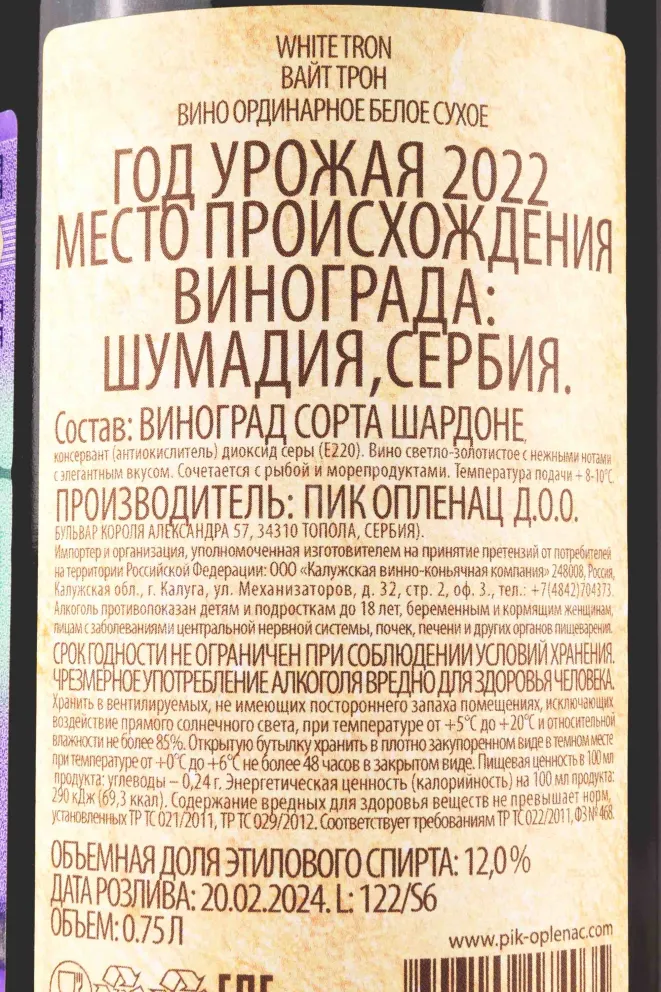 WHITE TRON
ВАЙТ ТРОН
ВИНО ОРДИНАРНОЕ БЕЛОЕ СУХОЕ
ГОД УРОЖАЯ 2022
МЕСТО ПРОИСХОЖДЕНИЯ
ВИНОГРАДА:
ШУМАДИЯ,СЕРБИЯ.
Состав: ВИНОГРАД СОРТА ШАРДОНЕ,
консервант (антиокислитель) диоксид серы (Е220). Вино светло-золотистое с нежными нотами
с элегантным вкусом. Сочетается с рыбой и морепродуктами. Температура подачи + 8-10°С.
ПРОИЗВОДИТЕЛЬ: ПИК ОПЛЕНАЦ Д.О.О.
БУЛЬВАР КОРОЛЯ АЛЕКСАНДРА 57, 34310 ТОПОЛА, СЕРБИЯ).
Импортер и организация, уполномоченная изготовителем на принятие претензий от потребителей
на территории Российской Федерации: ООО «Калужская винно-коньячная компания» 248008, Россия,
Калужская обл., г. Калуга, ул. Механизаторов, д. 32, стр. 2, оф. 3., тел.: +7(4842)704373.
Алкоголь противопоказан детям и подросткам до 18 лет, беременным и кормящим женщинам,
лицам с заболеваниями центральной нервной системы, почек, печени и других органов пищеварения.
СРОК ГОДНОСТИ НЕ ОГРАНИЧЕН ПРИ СОБЛЮДЕНИИ УСЛОВИЙ ХРАНЕНИЯ.
ЧРЕЗМЕРНОЕ УПОТРЕБЛЕНИЕ АЛКОГОЛЯ ВРЕДНО ДЛЯ ЗДОРОВЬЯ ЧЕЛОВЕКА.
Хранить в вентилируемых, не имеющих постороннего запаха помещениях, исключающих
воздействие прямого солнечного света, при температуре от +5°С до +20°С и относительной
влажности не более 85%. Открытую бутылку хранить в плотно закупоренном виде в темном месте
при температуре от +0°С до +6°С не более 48 часов в закрытом виде. Пищевая ценность в 100 мл
продукта: углеводы – 0,24 г. Энергетическая ценность (калорийность) на 100 мл продукта:
290 кДж (69,3 ккал). Содержание вредных для здоровья веществ не превышает норм,
установленных ТР ТС 021/2011, ТР ТС 029/2012. Соответствует требованиям ТР ТС 022/2011, ФЗ № 468.
ОБЪЕМНАЯ ДОЛЯ ЭТИЛОВОГО СПИРТА: 12,0%
ДАТА РОЗЛИВА: 20.02.2024. L: 122/S6
ОБЪЕМ: 0.75 Л
www.pik-oplenac.com